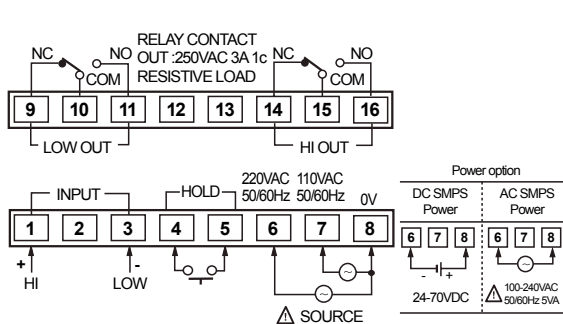 RELAY CONTACT
NC NO OUT :250VAC 3A 1c NC NO
COM RESISTIVE LOAD COM
9 10 11 12 13 14 15 16
LOW OUT HI OUT
INPUT HOLD 220VAC 110VAC
50/60Hz 50/60Hz 0V
1 2 3 4 5 6 7 8
+ -
HI LOW
⚠ SOURCE
Power option
DC SMPS AC SMPS
Power Power
6 7 8 6 7 8
- +
24-70VDC ⚠ 100-240VAC
50/60Hz 5VA